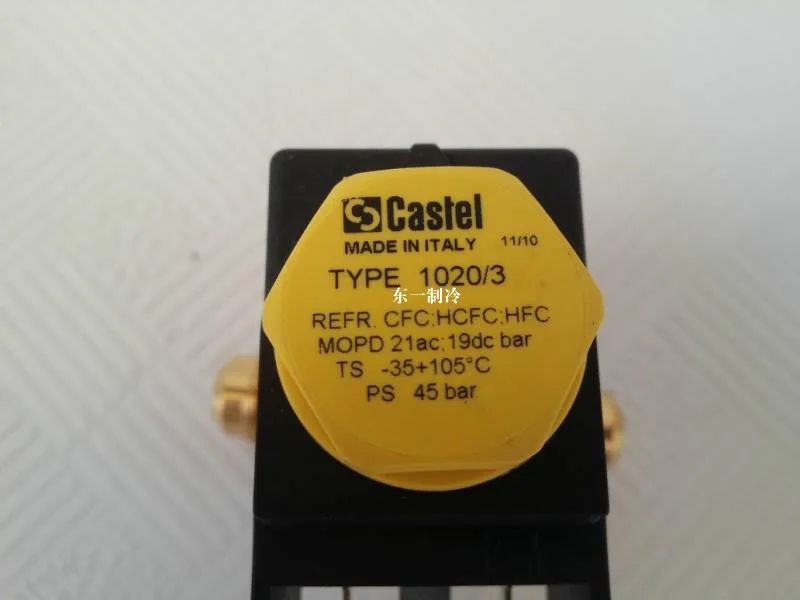 Castel
MADE IN ITALY 11/10
TYPE 1020/3
东一制冷
REFR. CFC;HCFC;HFC
MOPD 21ac;19dc bar
TS -35+105°C
PS 45 bar